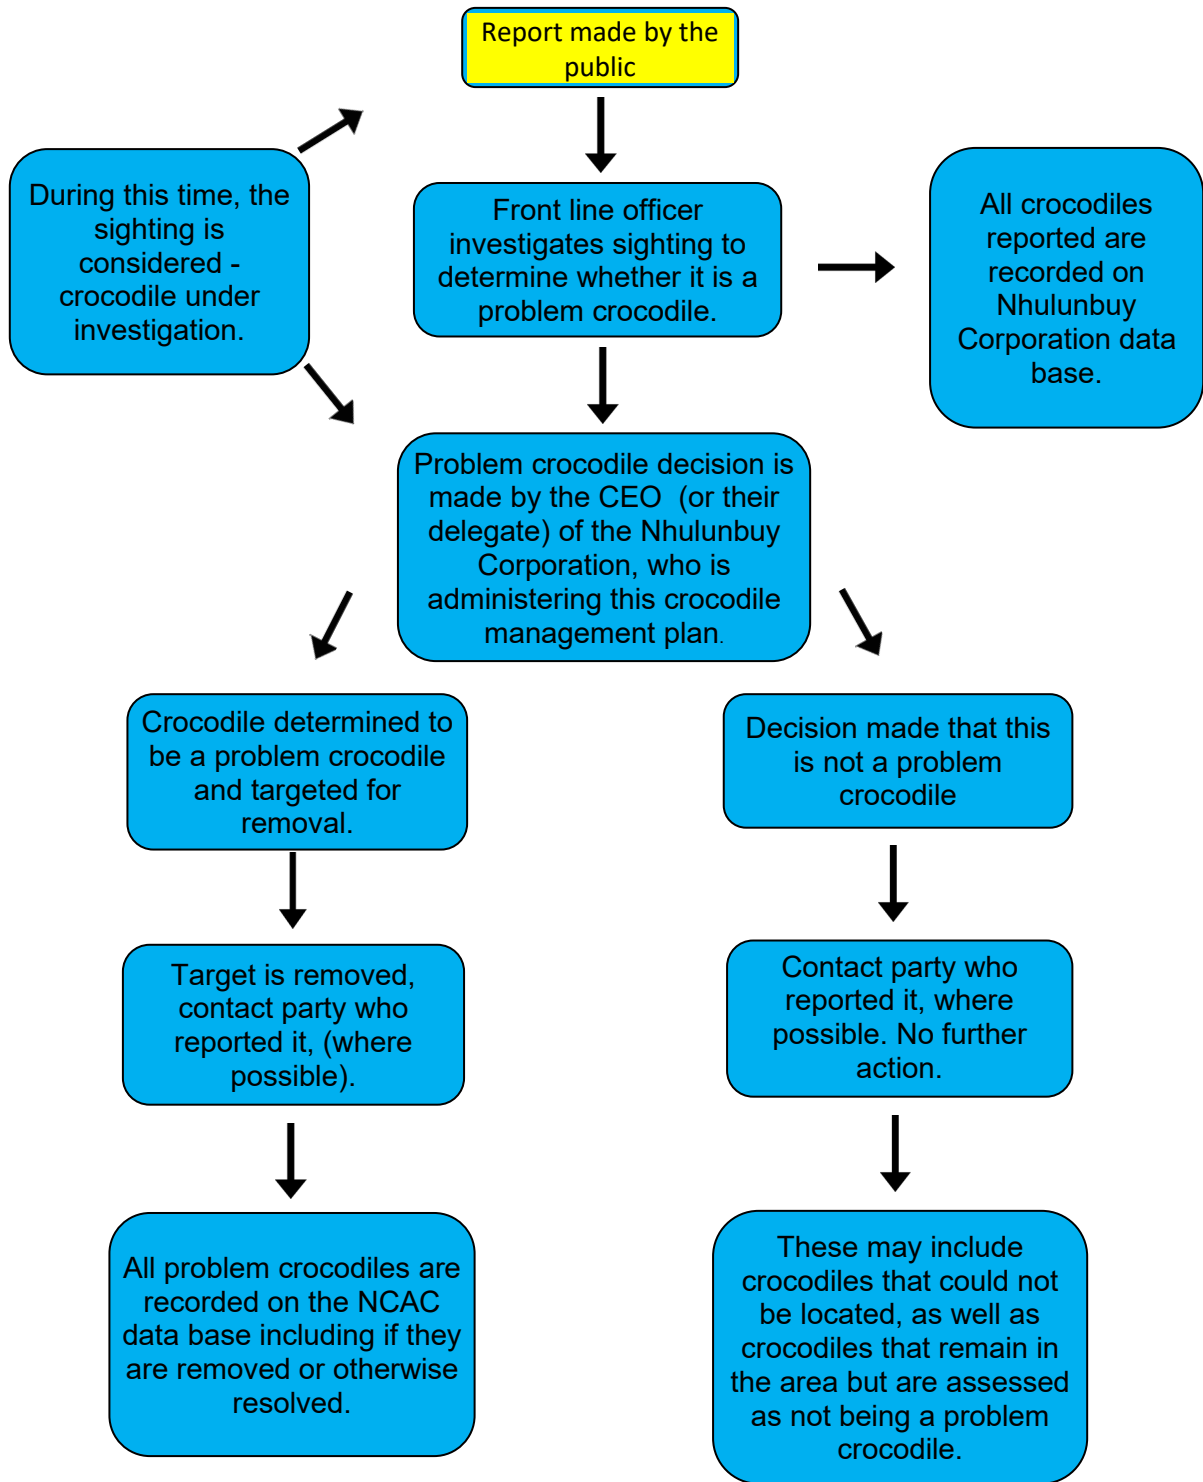 Report made by the
public
During this time, the
sighting is
considered -
crocodile under
investigation.
Front line officer
investigates sighting to
determine whether it is a
problem crocodile.
All crocodiles
reported are
recorded on
Nhulunbuy
Corporation data
base.
Problem crocodile decision is
made by the CEO (or their
delegate) of the Nhulunbuy
Corporation, who is
administering this crocodile
management plan.
Crocodile determined to
be a problem crocodile
and targeted for
removal.
Decision made that this
is not a problem
crocodile
Target is removed,
contact party who
reported it, (where
possible).
Contact party who
reported it, where
possible. No further
action.
All problem crocodiles are
recorded on the NCAC
data base including if they
are removed or otherwise
resolved.
These may include
crocodiles that could not
be located, as well as
crocodiles that remain in
the area but are assessed
as not being a problem
crocodile.